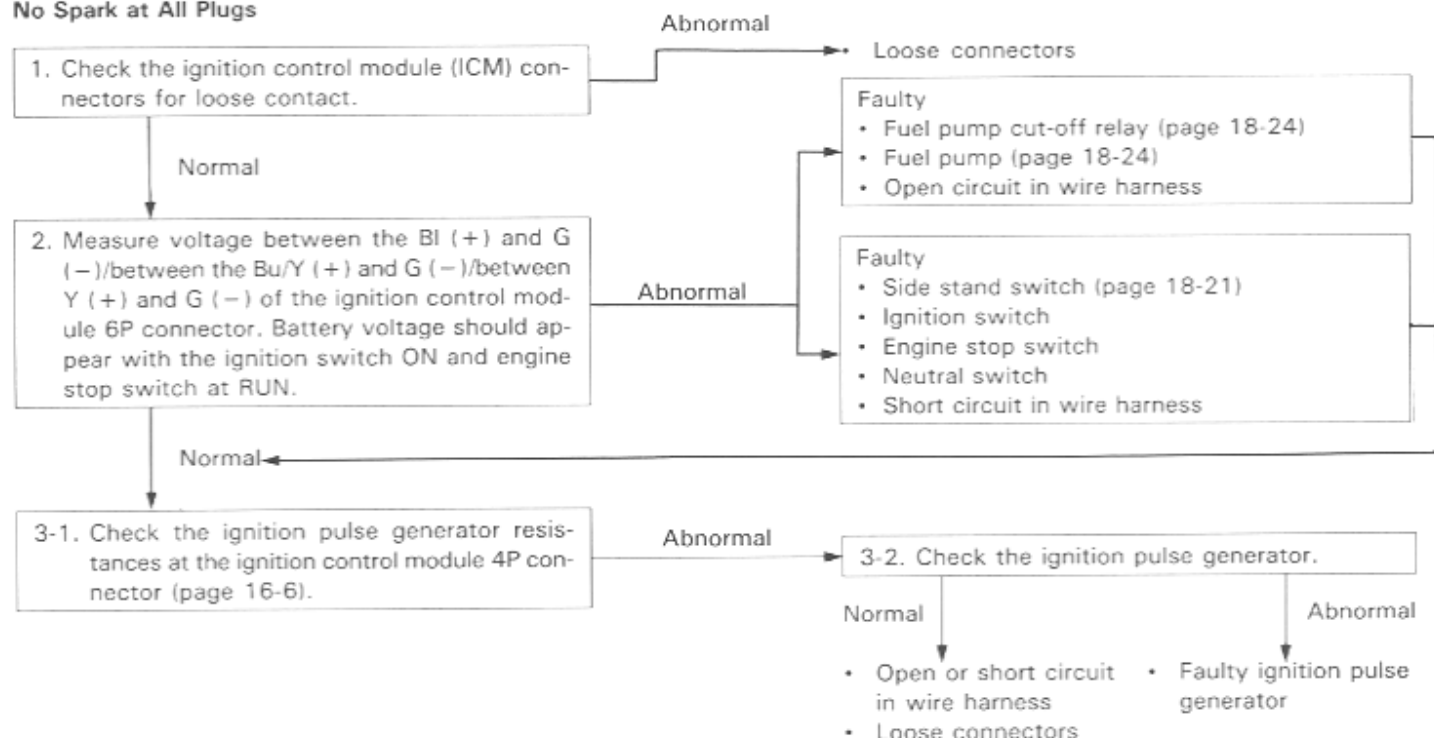 No Spark at All Plugs
Abnormal
1. Check the ignition control module (ICM) con-
nectors for loose contact.
• Loose connectors
Normal
Faulty
• Fuel pump cut-off relay (page 18-24)
• Fuel pump (page 18-24)
• Open circuit in wire harness
2. Measure voltage between the Bl (+) and G
(−)/between the Bu/Y (+) and G (−)/between
Y (+) and G (−) of the ignition control mod-
ule 6P connector. Battery voltage should ap-
pear with the ignition switch ON and engine
stop switch at RUN.
Abnormal
Faulty
• Side stand switch (page 18-21)
• Ignition switch
• Engine stop switch
• Neutral switch
• Short circuit in wire harness
Normal
3-1. Check the ignition pulse generator resis-
tances at the ignition control module 4P con-
nector (page 16-6).
Abnormal
3-2. Check the ignition pulse generator.
Normal
Abnormal
• Open or short circuit
in wire harness
• Loose connectors
• Faulty ignition pulse
generator